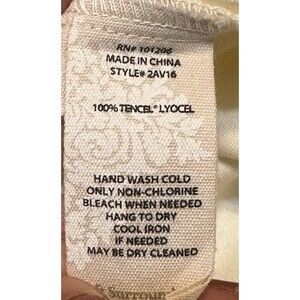 RN# 101206
MADE IN CHINA
STYLE# 2AV16
100% TENCEL® LYOCEL
HAND WASH COLD
ONLY NON-CHLORINE
BLEACH WHEN NEEDED
HANG TO DRY
COOL IRON
IF NEEDED
MAY BE DRY CLEANED